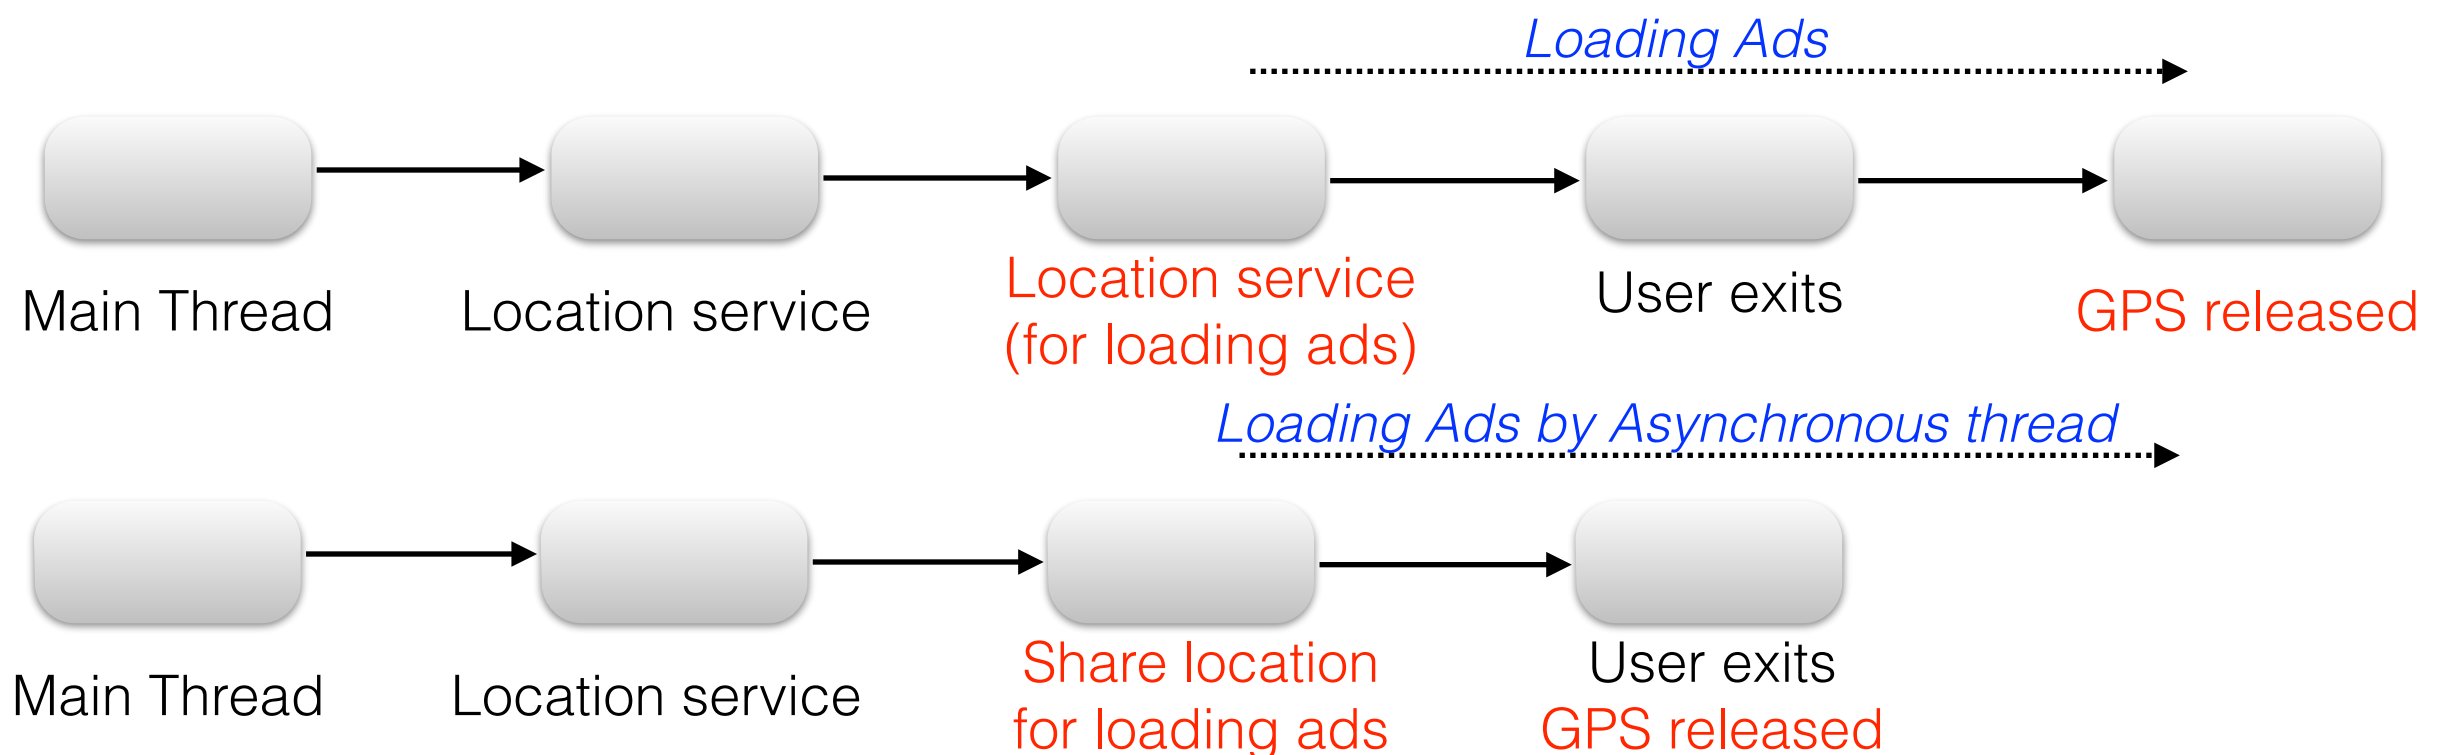 Loading Ads
Main Thread
Location service
Location service
(for loading ads)
User exits
GPS released
Loading Ads by Asynchronous thread
Main Thread
Location service
Share location
for loading ads
User exits
GPS released